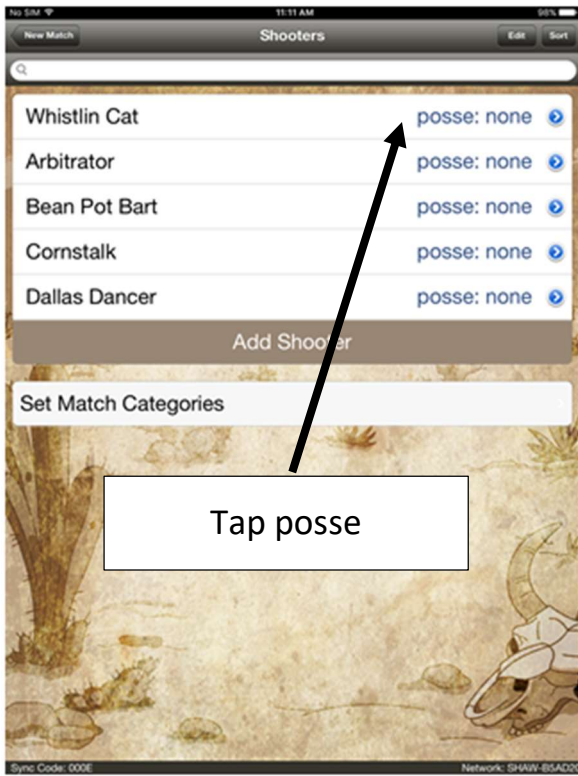 No SIM 11:11 AM 98%
New Match Shooters Edit Sort
Whistlin Cat posse: none
Arbitrator posse: none
Bean Pot Bart posse: none
Cornstalk posse: none
Dallas Dancer posse: none
Add Shooter
Set Match Categories
Tap posse
Sync Code: 000E Network: SHAW-B5AD20